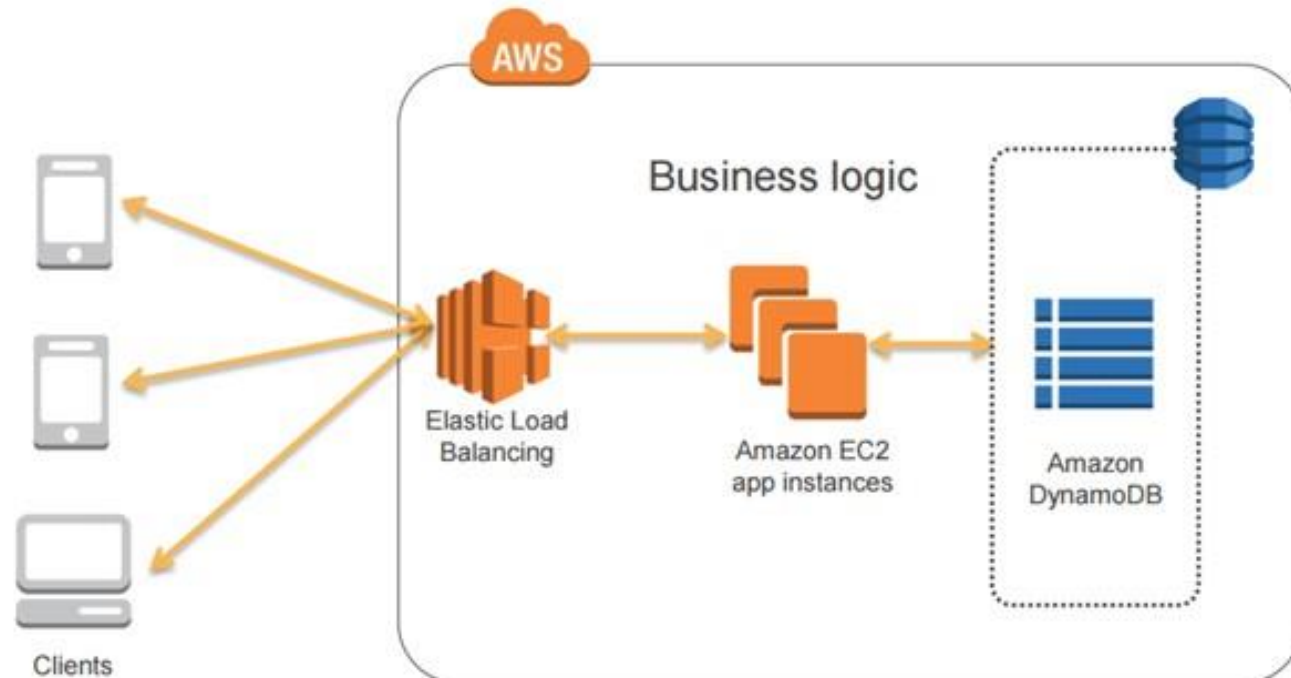 AWS
Business logic
Elastic Load
Balancing
Amazon EC2
app instances
Amazon
DynamoDB
Clients